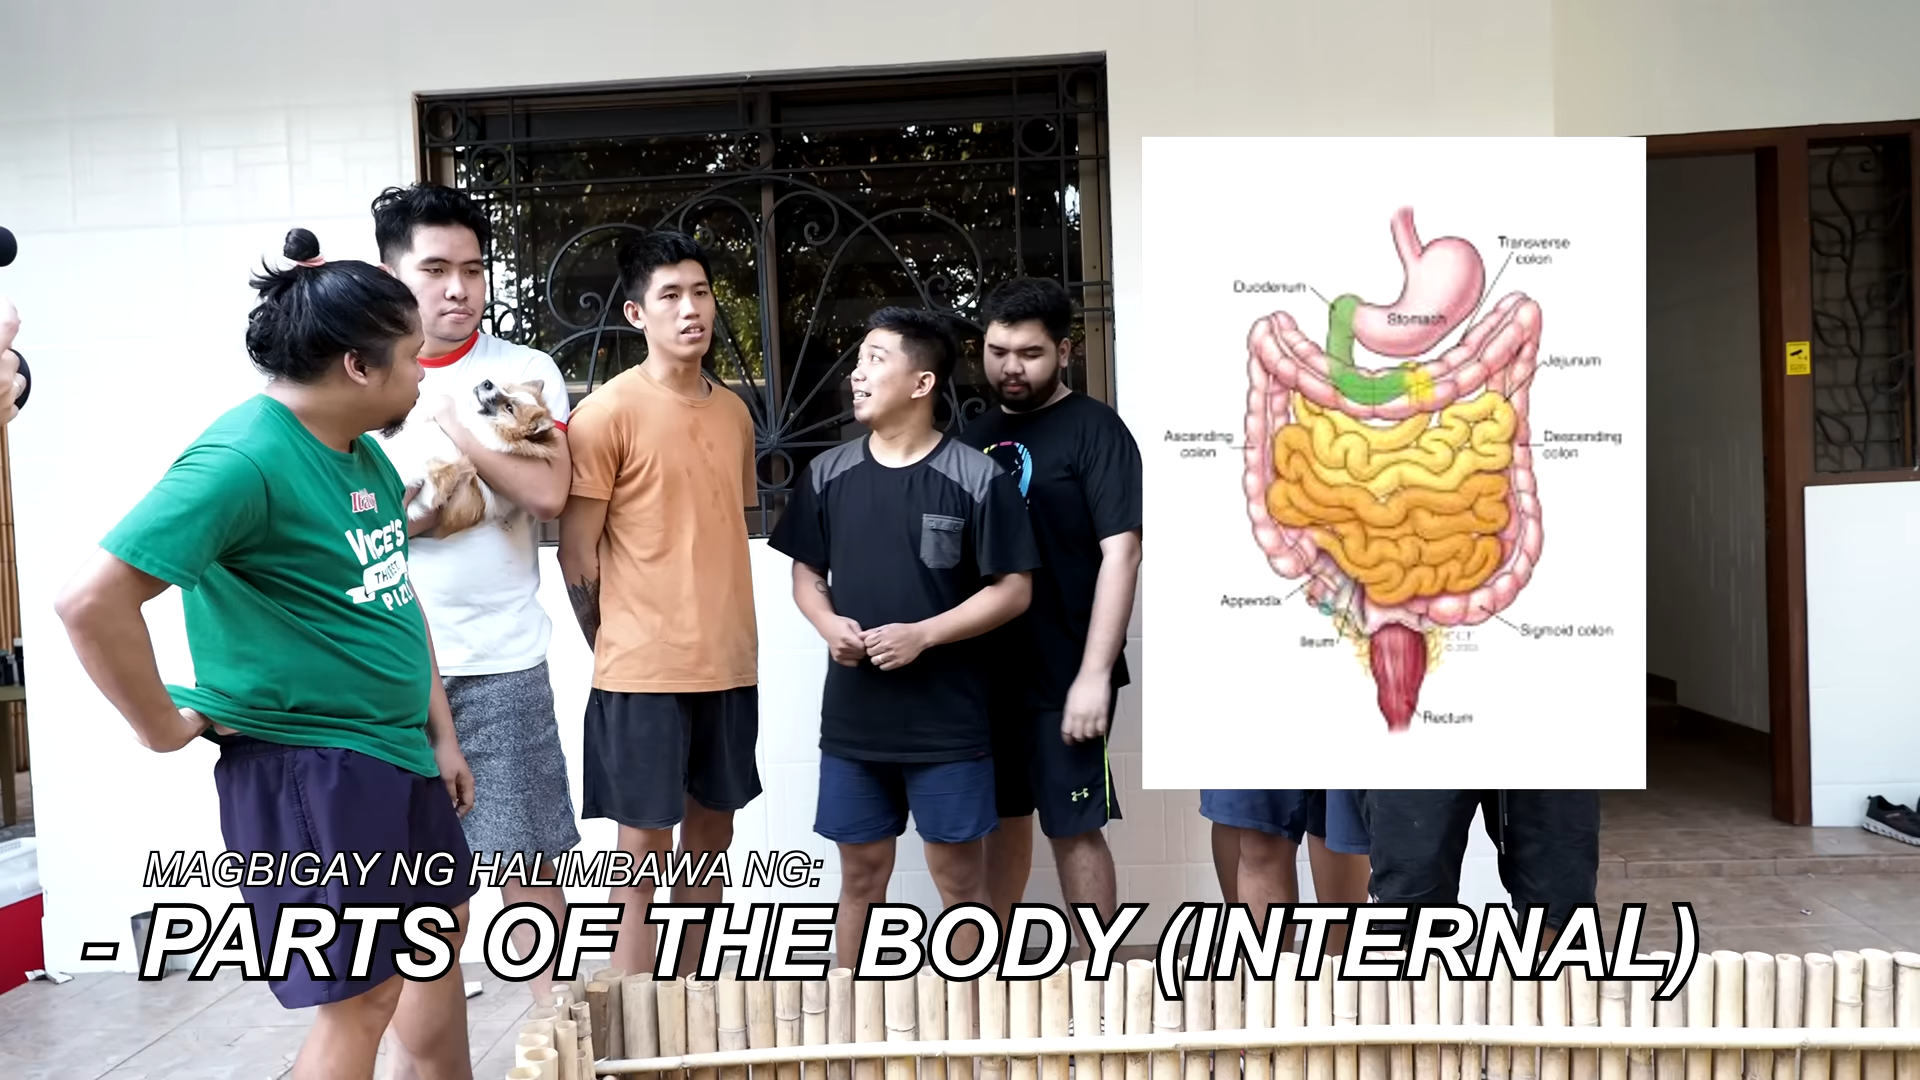 VICE'S
MAGBIGAY NG HALIMBAWA NG:
- PARTS OF THE BODY (INTERNAL)
Transverse
colon
Duodenum
Stomach
Jejunum
Ascending
colon
Descending
colon
Appendix
Ileum
Sigmoid colon
Rectum